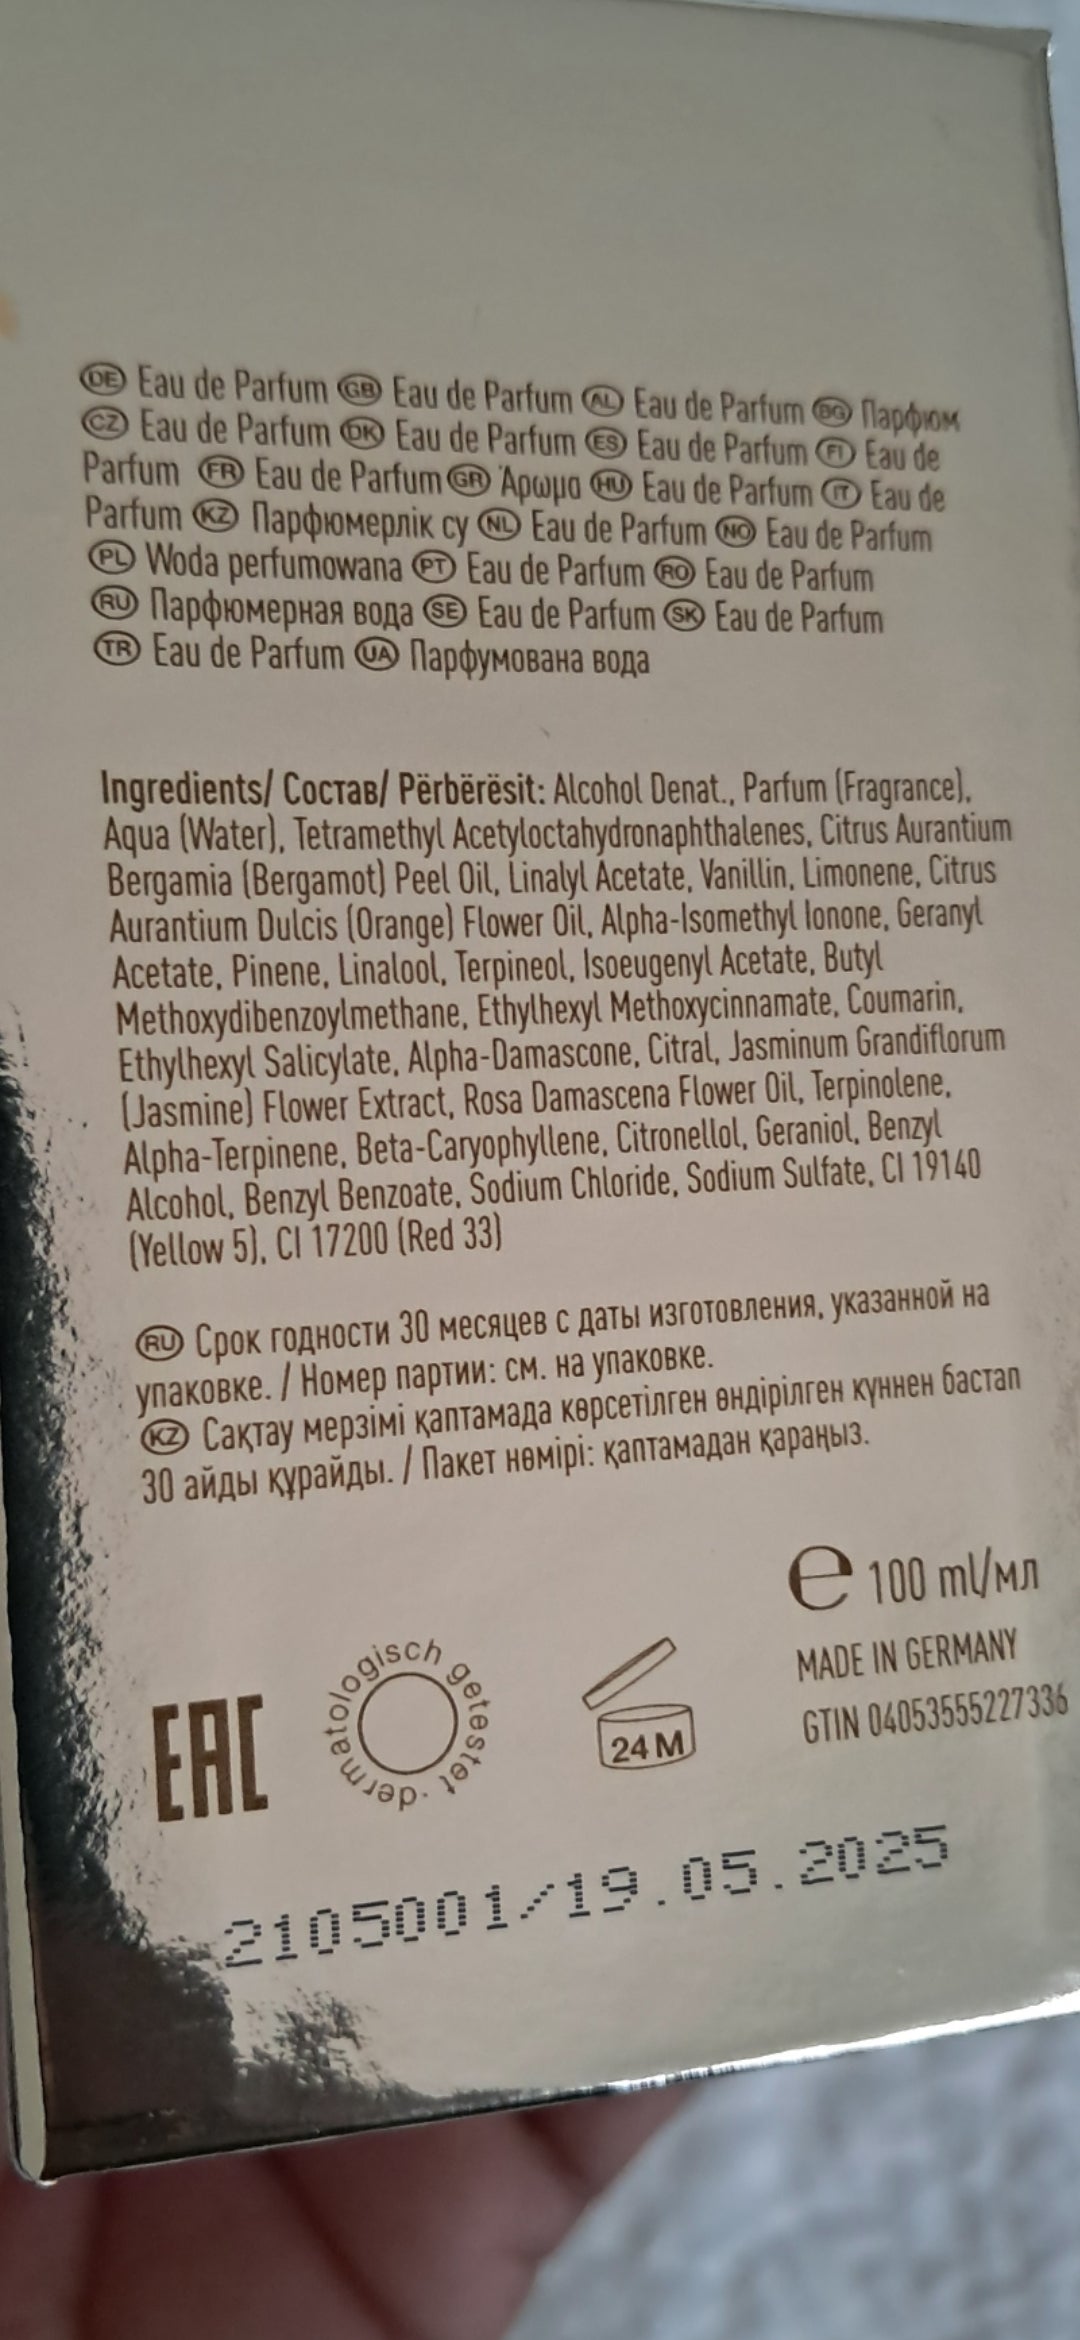 DE Eau de Parfum GB Eau de Parfum AL Eau de Parfum BG Парфюм
CZ Eau de Parfum DK Eau de Parfum ES Eau de Parfum FI Eau de
Parfum FR Eau de Parfum GR Άρωμα HU Eau de Parfum IT Eau de
Parfum KZ Парфюмерлік су NL Eau de Parfum NO Eau de Parfum
PL Woda perfumowana PT Eau de Parfum RO Eau de Parfum
RU Парфюмерная вода SE Eau de Parfum SK Eau de Parfum
TR Eau de Parfum UA Парфумована вода
Ingredients/ Состав/ Përbërësit: Alcohol Denat., Parfum (Fragrance),
Aqua (Water), Tetramethyl Acetyloctahydronaphthalenes, Citrus Aurantium
Bergamia (Bergamot) Peel Oil, Linalyl Acetate, Vanillin, Limonene, Citrus
Aurantium Dulcis (Orange) Flower Oil, Alpha-Isomethyl Ionone, Geranyl
Acetate, Pinene, Linalool, Terpineol, Isoeugenyl Acetate, Butyl
Methoxydibenzoylmethane, Ethylhexyl Methoxycinnamate, Coumarin,
Ethylhexyl Salicylate, Alpha-Damascone, Citral, Jasminum Grandiflorum
(Jasmine) Flower Extract, Rosa Damascena Flower Oil, Terpinolene,
Alpha-Terpinene, Beta-Caryophyllene, Citronellol, Geraniol, Benzyl
Alcohol, Benzyl Benzoate, Sodium Chloride, Sodium Sulfate, CI 19140
(Yellow 5), CI 17200 (Red 33)
RU Срок годности 30 месяцев с даты изготовления, указанной на
упаковке. / Номер партии: см. на упаковке.
KZ Сақтау мерзімі қаптамада көрсетілген өндірілген күннен бастап
30 айды құрайды. / Пакет нөмірі: қаптамадан қараңыз.
e 100 ml/мл
MADE IN GERMANY
GTIN 04053555227336
EAC
dermatologisch getestet
24 M
2105001/19.05.2025